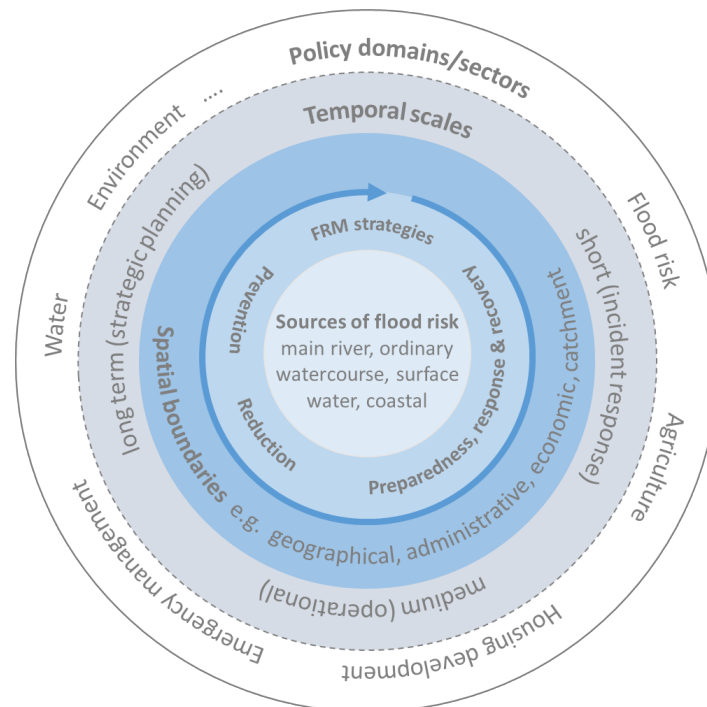 Policy domains/sectors
Environment
....
Flood risk
Agriculture
Housing development
Emergency management
Water
Temporal scales
short (incident response)
medium (operational)
long term (strategic planning)
Spatial boundaries e.g. geographical, administrative, economic, catchment
FRM strategies
Preparedness, response & recovery
Reduction
Prevention
Sources of flood risk
main river, ordinary
watercourse, surface
water, coastal